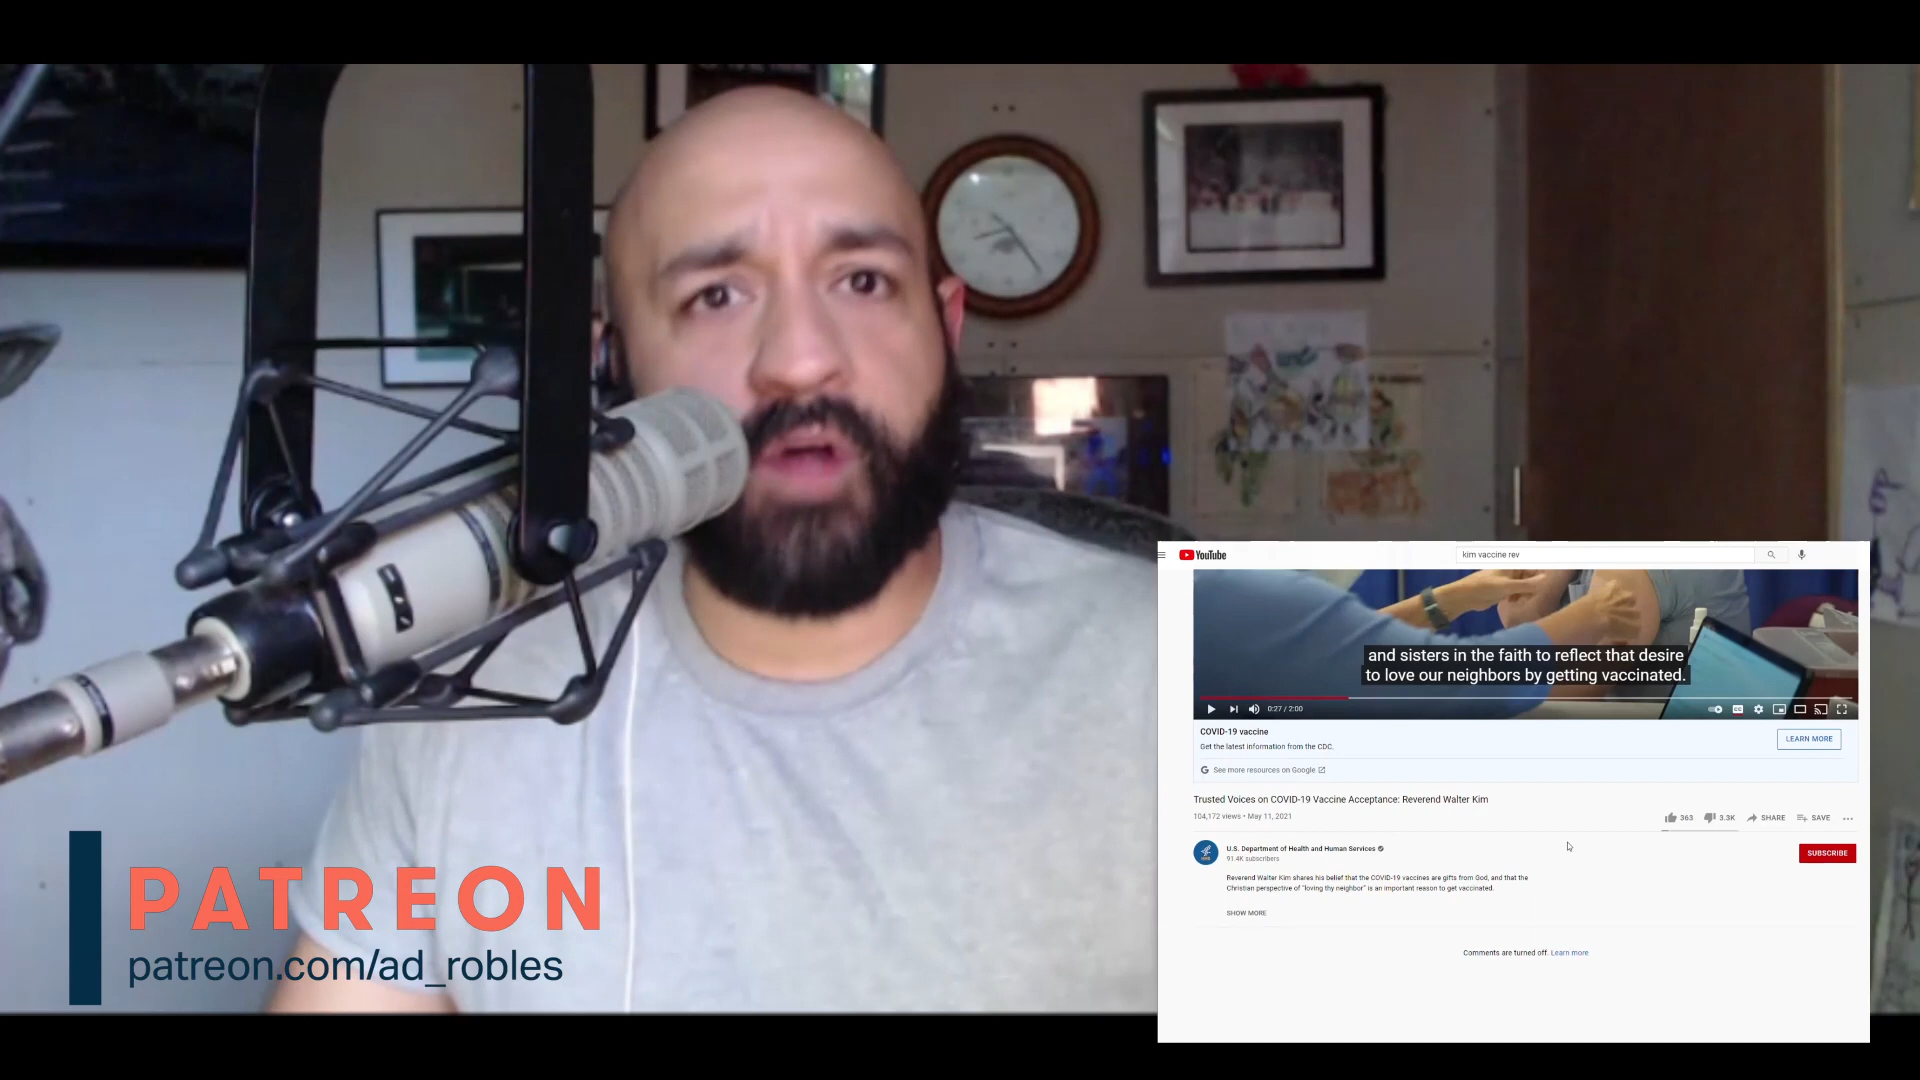 PATREON
patreon.com/ad_robles
YouTube
kim vaccine rev
and sisters in the faith to reflect that desire
to love our neighbors by getting vaccinated.
0:27 / 2:00
COVID-19 vaccine
Get the latest information from the CDC.
LEARN MORE
See more resources on Google
Trusted Voices on COVID-19 Vaccine Acceptance: Reverend Walter Kim
104,172 views • May 11, 2021
363 3.3K SHARE SAVE
U.S. Department of Health and Human Services
91.4K subscribers
SUBSCRIBE
Reverend Walter Kim shares his belief that the COVID-19 vaccines are gifts from God, and that the
Christian perspective of "loving thy neighbor" is an important reason to get vaccinated.
SHOW MORE
Comments are turned off. Learn more